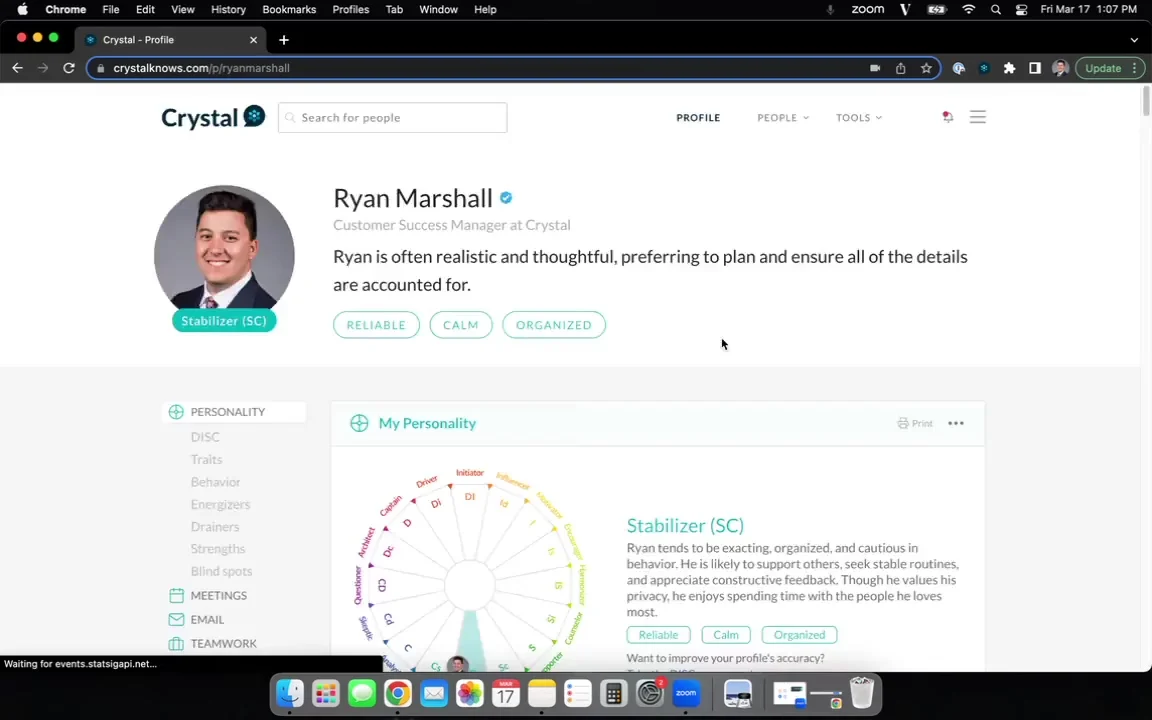 Chrome File Edit View History Bookmarks Profiles Tab Window Help zoom Fri Mar 17 1:07 PM
Crystal - Profile
crystalknows.com/p/ryanmarshall Update
Crystal Search for people PROFILE PEOPLE TOOLS
Ryan Marshall
Customer Success Manager at Crystal
Ryan is often realistic and thoughtful, preferring to plan and ensure all of the details
are accounted for.
Stabilizer (SC) RELIABLE CALM ORGANIZED
PERSONALITY
DISC
Traits
Behavior
Energizers
Drainers
Strengths
Blind spots
MEETINGS
EMAIL
TEAMWORK
My Personality Print
Initiator
Driver
Influencer
Captain
Motivator
Architect
Encourager
Questioner
Harmonizer
Skeptic
Counselor
DI
Di
Id
D
I
Dc
Is
CD
IS
Cd
Si
C
S
Cs
Sc
Stabilizer (SC)
Ryan tends to be exacting, organized, and cautious in
behavior. He is likely to support others, seek stable routines,
and appreciate constructive feedback. Though he values his
privacy, he enjoys spending time with the people he loves
most.
Reliable Calm Organized
Want to improve your profile's accuracy?
Waiting for events.statsigapi.net...
MAR
17
2
zoom